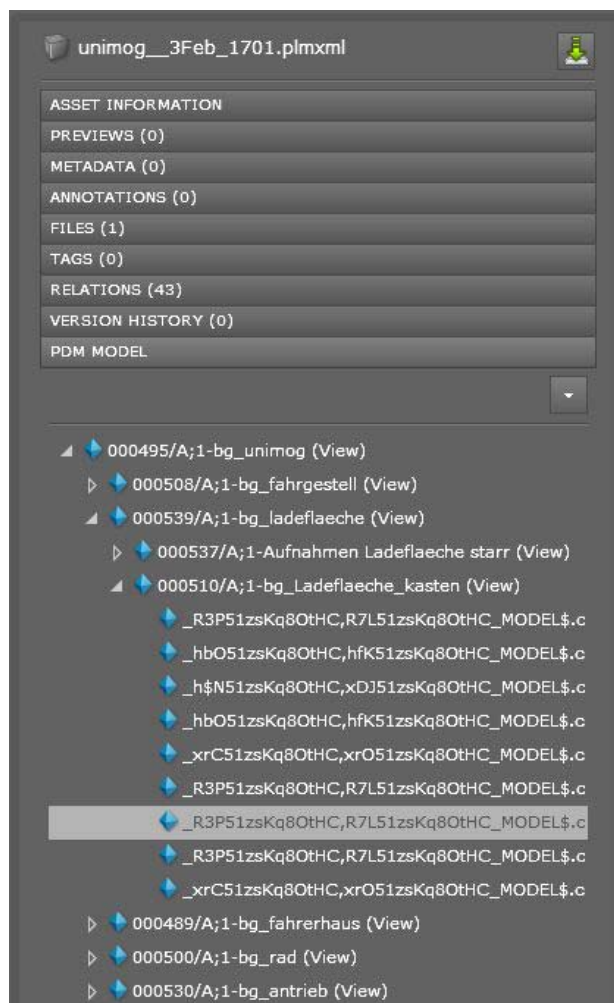 unimog__3Feb_1701.plmxml
ASSET INFORMATION
PREVIEWS (0)
METADATA (0)
ANNOTATIONS (0)
FILES (1)
TAGS (0)
RELATIONS (43)
VERSION HISTORY (0)
PDM MODEL
000495/A;1-bg_unimog (View)
000508/A;1-bg_fahrgestell (View)
000539/A;1-bg_ladeflaeche (View)
000537/A;1-Aufnahmen Ladeflaeche starr (View)
000510/A;1-bg_Ladeflaeche_kasten (View)
_R3P51zsKq8OtHC,R7L51zsKq8OtHC_MODEL$.c
_hbO51zsKq8OtHC,hfK51zsKq8OtHC_MODEL$.c
_h$N51zsKq8OtHC,xDJ51zsKq8OtHC_MODEL$.c
_hbO51zsKq8OtHC,hfK51zsKq8OtHC_MODEL$.c
_xrC51zsKq8OtHC,xrO51zsKq8OtHC_MODEL$.c
_R3P51zsKq8OtHC,R7L51zsKq8OtHC_MODEL$.c
_R3P51zsKq8OtHC,R7L51zsKq8OtHC_MODEL$.c
_R3P51zsKq8OtHC,R7L51zsKq8OtHC_MODEL$.c
_xrC51zsKq8OtHC,xrO51zsKq8OtHC_MODEL$.c
000489/A;1-bg_fahrerhaus (View)
000500/A;1-bg_rad (View)
000530/A;1-bg_antrieb (View)